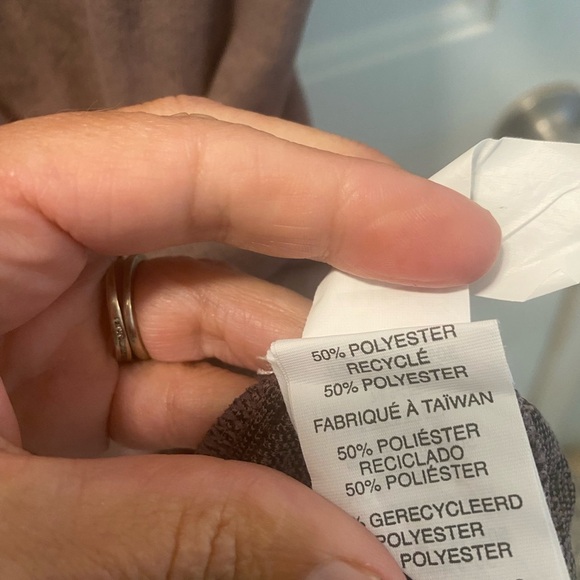 50% POLYESTER
RECYCLÉ
50% POLYESTER
FABRIQUÉ À TAÏWAN
50% POLIÉSTER
RECICLADO
50% POLIÉSTER
% GERECYCLEERD
POLYESTER
POLYESTER